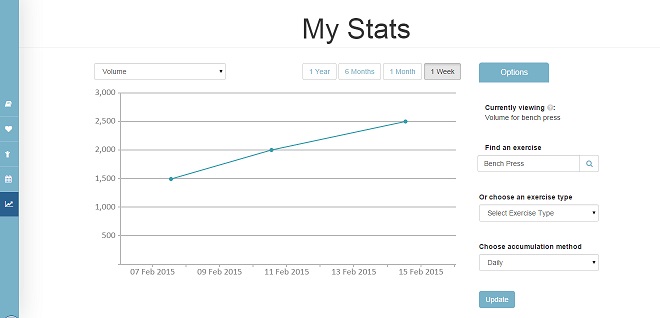 My Stats
Volume
1 Year
6 Months
1 Month
1 Week
Options
3,000
2,500
2,000
1,500
1,000
500
07 Feb 2015
09 Feb 2015
11 Feb 2015
13 Feb 2015
15 Feb 2015
Currently viewing :
Volume for bench press
Find an exercise
Bench Press
Or choose an exercise type
Select Exercise Type
Choose accumulation method
Daily
Update